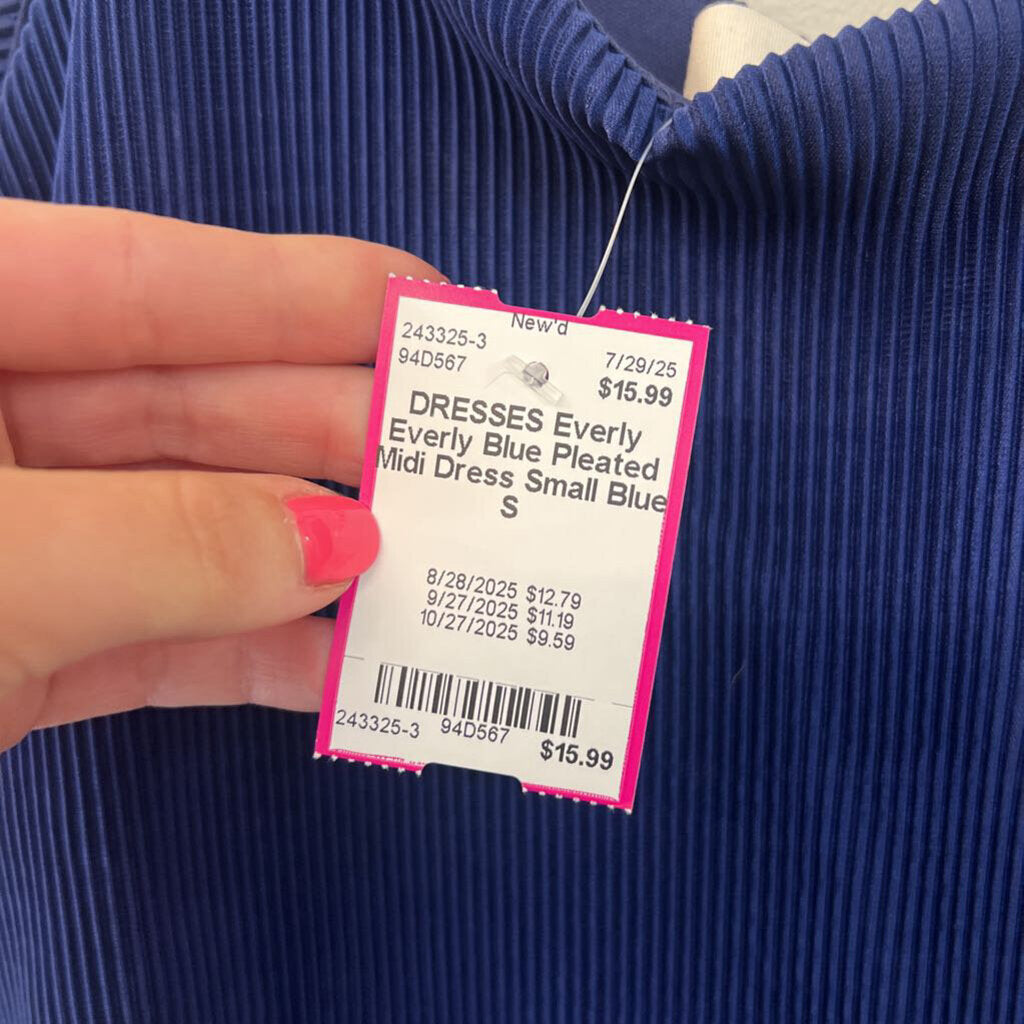 New'd
243325-3
94D567
7/29/25
$15.99
DRESSES Everly
Everly Blue Pleated
Midi Dress Small Blue
S
8/28/2025 $12.79
9/27/2025 $11.19
10/27/2025 $9.59
243325-3 94D567 $15.99